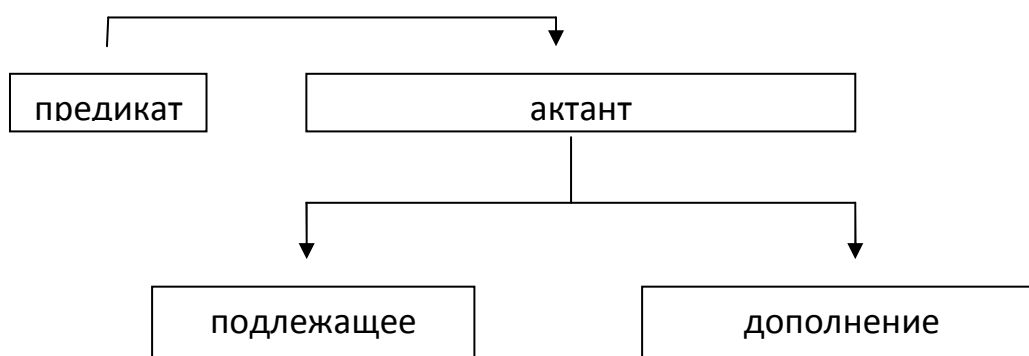 предикат
актант
подлежащее
дополнение